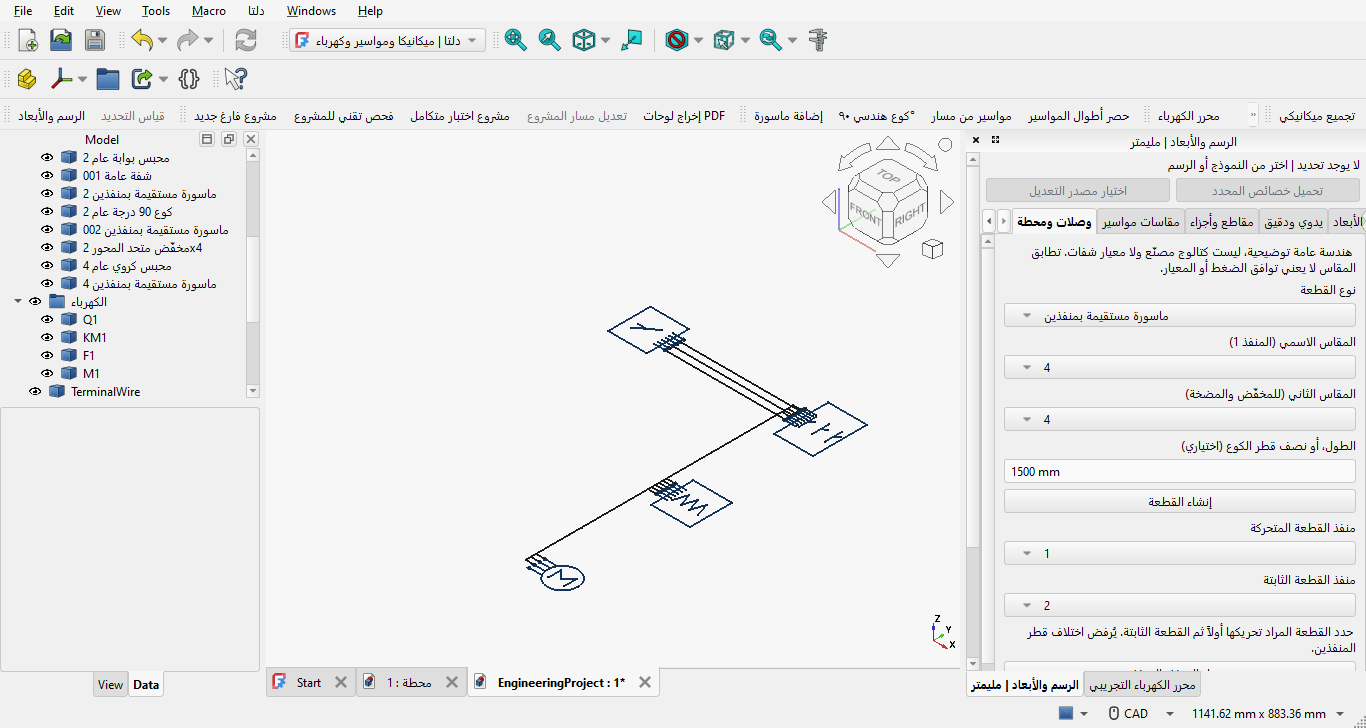 File Edit View Tools Macro دلتا Windows Help
دلتا | ميكانيكا ومواسير وكهرباء
الرسم والأبعاد قياس التحديد مشروع فارغ جديد فحص تقني للمشروع مشروع اختبار متكامل تعديل مسار المشروع PDF إخراج لوحات إضافة ماسورة كوع هندسي ٩٠° مواسير من مسار حصر أطوال المواسير محرر الكهرباء » تجميع ميكانيكي
Model
محبس بوابة عام 2
شفة عامة 001
ماسورة مستقيمة بمنفذين 2
كوع 90 درجة عام 2
ماسورة مستقيمة بمنفذين 002
مخفّض متحد المحور 2x4
محبس كروي عام 4
ماسورة مستقيمة بمنفذين 4
الكهرباء
Q1
KM1
F1
M1
TerminalWire
View Data
TOP
FRONT
RIGHT
M
Z
Y
X
Start
محطة : 1
EngineeringProject : 1*
الرسم والأبعاد | مليمتر
لا يوجد تحديد | اختر من النموذج أو الرسم
تحميل خصائص المحدد
اختيار مصدر التعديل
الأبعاد يدوي ودقيق مقاطع وأجزاء مقاسات مواسير وصلات ومحطة
هندسة عامة توضيحية، ليست كتالوج مصنّع ولا معيار شفات. تطابق
المقاس لا يعني توافق الضغط أو المعيار.
نوع القطعة
ماسورة مستقيمة بمنفذين
المقاس الاسمي (المنفذ 1)
4
المقاس الثاني (للمخفّض والمضخة)
4
الطول، أو نصف قطر الكوع (اختياري)
1500 mm
إنشاء القطعة
منفذ القطعة المتحركة
1
منفذ القطعة الثابتة
2
حدد القطعة المراد تحريكها أولاً ثم القطعة الثابتة. يُرفض اختلاف قطر
المنفذين.
الرسم والأبعاد | مليمتر
محرر الكهرباء التجريبي
CAD
1141.62 mm x 883.36 mm